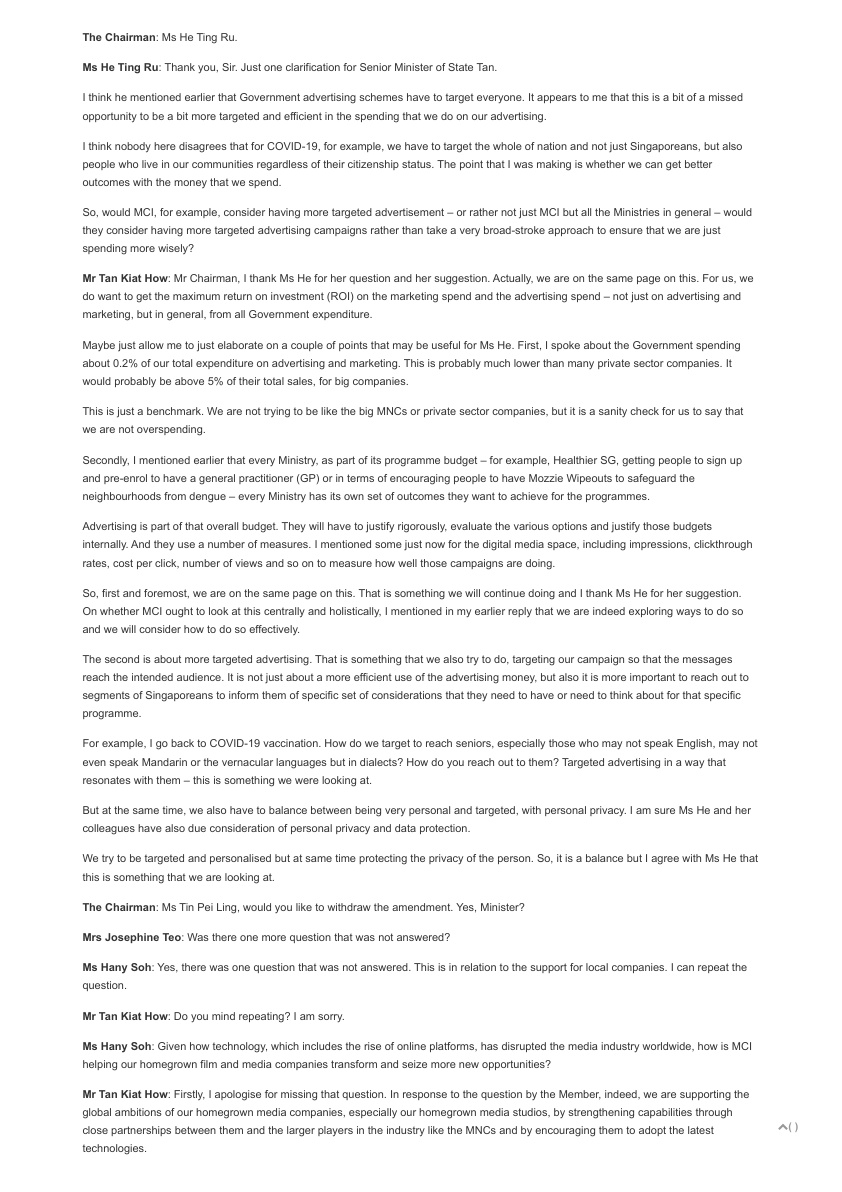 The Chairman: Ms He Ting Ru.
Ms He Ting Ru: Thank you, Sir. Just one clarification for Senior Minister of State Tan.
I think he mentioned earlier that Government advertising schemes have to target everyone. It appears to me that this is a bit of a missed
opportunity to be a bit more targeted and efficient in the spending that we do on our advertising.
I think nobody here disagrees that for COVID-19, for example, we have to target the whole of nation and not just Singaporeans, but also
people who live in our communities regardless of their citizenship status. The point that I was making is whether we can get better
outcomes with the money that we spend.
So, would MCI, for example, consider having more targeted advertisement – or rather not just MCI but all the Ministries in general – would
they consider having more targeted advertising campaigns rather than take a very broad-stroke approach to ensure that we are just
spending more wisely?
Mr Tan Kiat How: Mr Chairman, I thank Ms He for her question and her suggestion. Actually, we are on the same page on this. For us, we
do want to get the maximum return on investment (ROI) on the marketing spend and the advertising spend – not just on advertising and
marketing, but in general, from all Government expenditure.
Maybe just allow me to just elaborate on a couple of points that may be useful for Ms He. First, I spoke about the Government spending
about 0.2% of our total expenditure on advertising and marketing. This is probably much lower than many private sector companies. It
would probably be above 5% of their total sales, for big companies.
This is just a benchmark. We are not trying to be like the big MNCs or private sector companies, but it is a sanity check for us to say that
we are not overspending.
Secondly, I mentioned earlier that every Ministry, as part of its programme budget – for example, Healthier SG, getting people to sign up
and pre-enrol to have a general practitioner (GP) or in terms of encouraging people to have Mozzie Wipeouts to safeguard the
neighbourhoods from dengue – every Ministry has its own set of outcomes they want to achieve for the programmes.
Advertising is part of that overall budget. They will have to justify rigorously, evaluate the various options and justify those budgets
internally. And they use a number of measures. I mentioned some just now for the digital media space, including impressions, clickthrough
rates, cost per click, number of views and so on to measure how well those campaigns are doing.
So, first and foremost, we are on the same page on this. That is something we will continue doing and I thank Ms He for her suggestion.
On whether MCI ought to look at this centrally and holistically, I mentioned in my earlier reply that we are indeed exploring ways to do so
and we will consider how to do so effectively.
The second is about more targeted advertising. That is something that we also try to do, targeting our campaign so that the messages
reach the intended audience. It is not just about a more efficient use of the advertising money, but also it is more important to reach out to
segments of Singaporeans to inform them of specific set of considerations that they need to have or need to think about for that specific
programme.
For example, I go back to COVID-19 vaccination. How do we target to reach seniors, especially those who may not speak English, may not
even speak Mandarin or the vernacular languages but in dialects? How do you reach out to them? Targeted advertising in a way that
resonates with them – this is something we were looking at.
But at the same time, we also have to balance between being very personal and targeted, with personal privacy. I am sure Ms He and her
colleagues have also due consideration of personal privacy and data protection.
We try to be targeted and personalised but at same time protecting the privacy of the person. So, it is a balance but I agree with Ms He that
this is something that we are looking at.
The Chairman: Ms Tin Pei Ling, would you like to withdraw the amendment. Yes, Minister?
Mrs Josephine Teo: Was there one more question that was not answered?
Ms Hany Soh: Yes, there was one question that was not answered. This is in relation to the support for local companies. I can repeat the
question.
Mr Tan Kiat How: Do you mind repeating? I am sorry.
Ms Hany Soh: Given how technology, which includes the rise of online platforms, has disrupted the media industry worldwide, how is MCI
helping our homegrown film and media companies transform and seize more new opportunities?
Mr Tan Kiat How: Firstly, I apologise for missing that question. In response to the question by the Member, indeed, we are supporting the
global ambitions of our homegrown media companies, especially our homegrown media studios, by strengthening capabilities through
close partnerships between them and the larger players in the industry like the MNCs and by encouraging them to adopt the latest
technologies.
( )